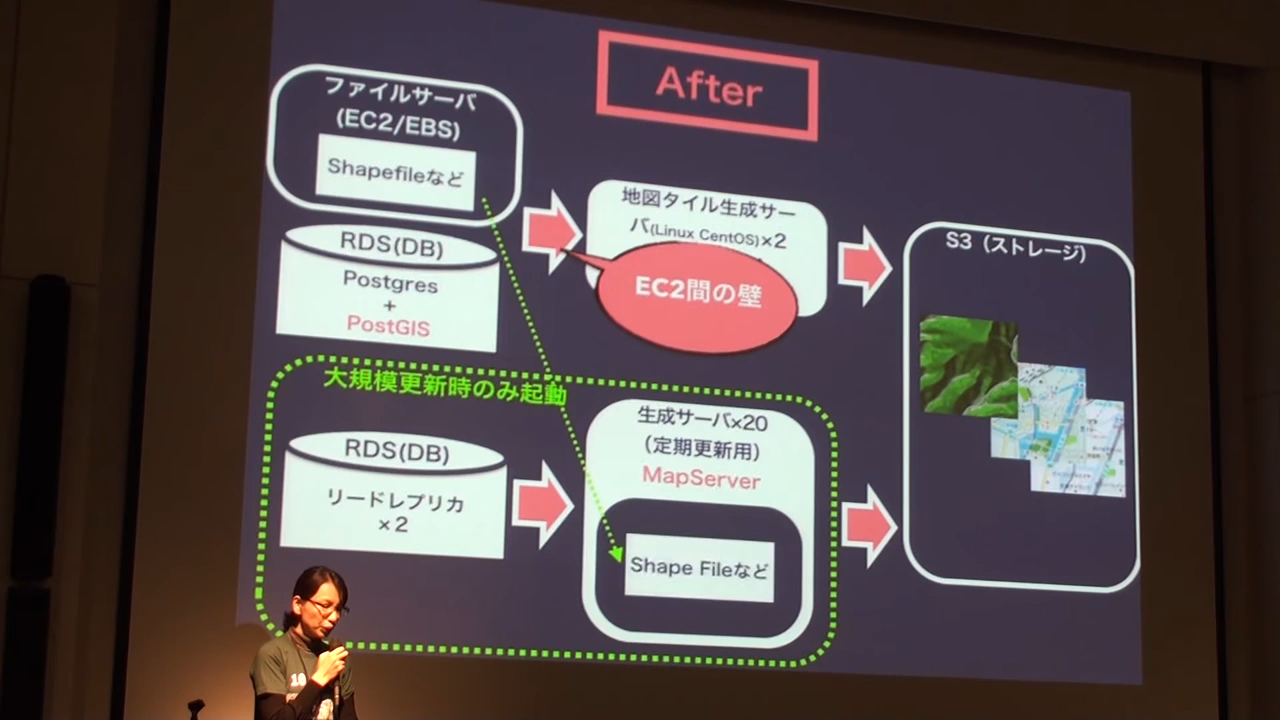 After
ファイルサーバ
(EC2/EBS)
Shapefileなど
RDS(DB)
Postgres
+
PostGIS
地図タイル生成サー
バ(Linux CentOS)×2
EC2間の壁
S3（ストレージ）
大規模更新時のみ起動
RDS(DB)
リードレプリカ
×2
生成サーバ×20
（定期更新用）
MapServer
Shape Fileなど
10